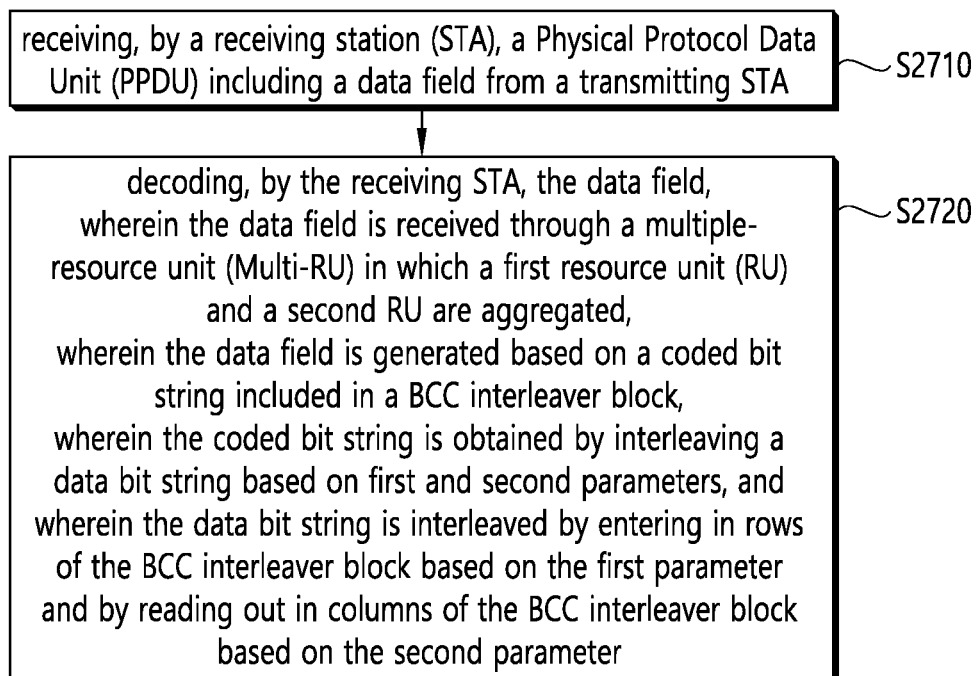 receiving, by a receiving station (STA), a Physical Protocol Data
Unit (PPDU) including a data field from a transmitting STA
S2710
decoding, by the receiving STA, the data field,
wherein the data field is received through a multiple-
resource unit (Multi-RU) in which a first resource unit (RU)
and a second RU are aggregated,
wherein the data field is generated based on a coded bit
string included in a BCC interleaver block,
wherein the coded bit string is obtained by interleaving a
data bit string based on first and second parameters, and
wherein the data bit string is interleaved by entering in rows
of the BCC interleaver block based on the first parameter
and by reading out in columns of the BCC interleaver block
based on the second parameter
S2720